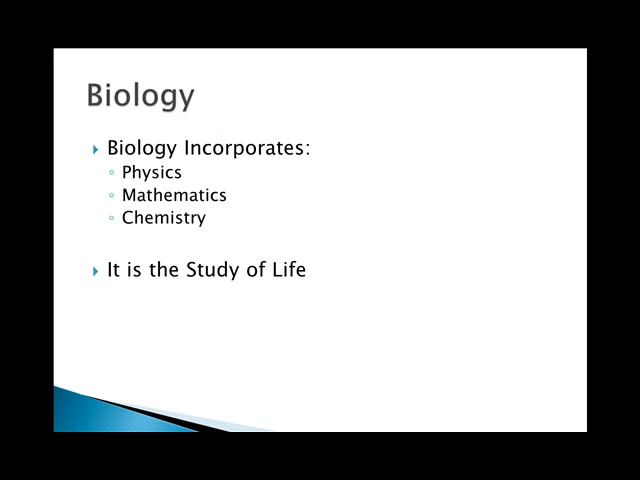 Biology
Biology Incorporates:
Physics
Mathematics
Chemistry
It is the Study of Life